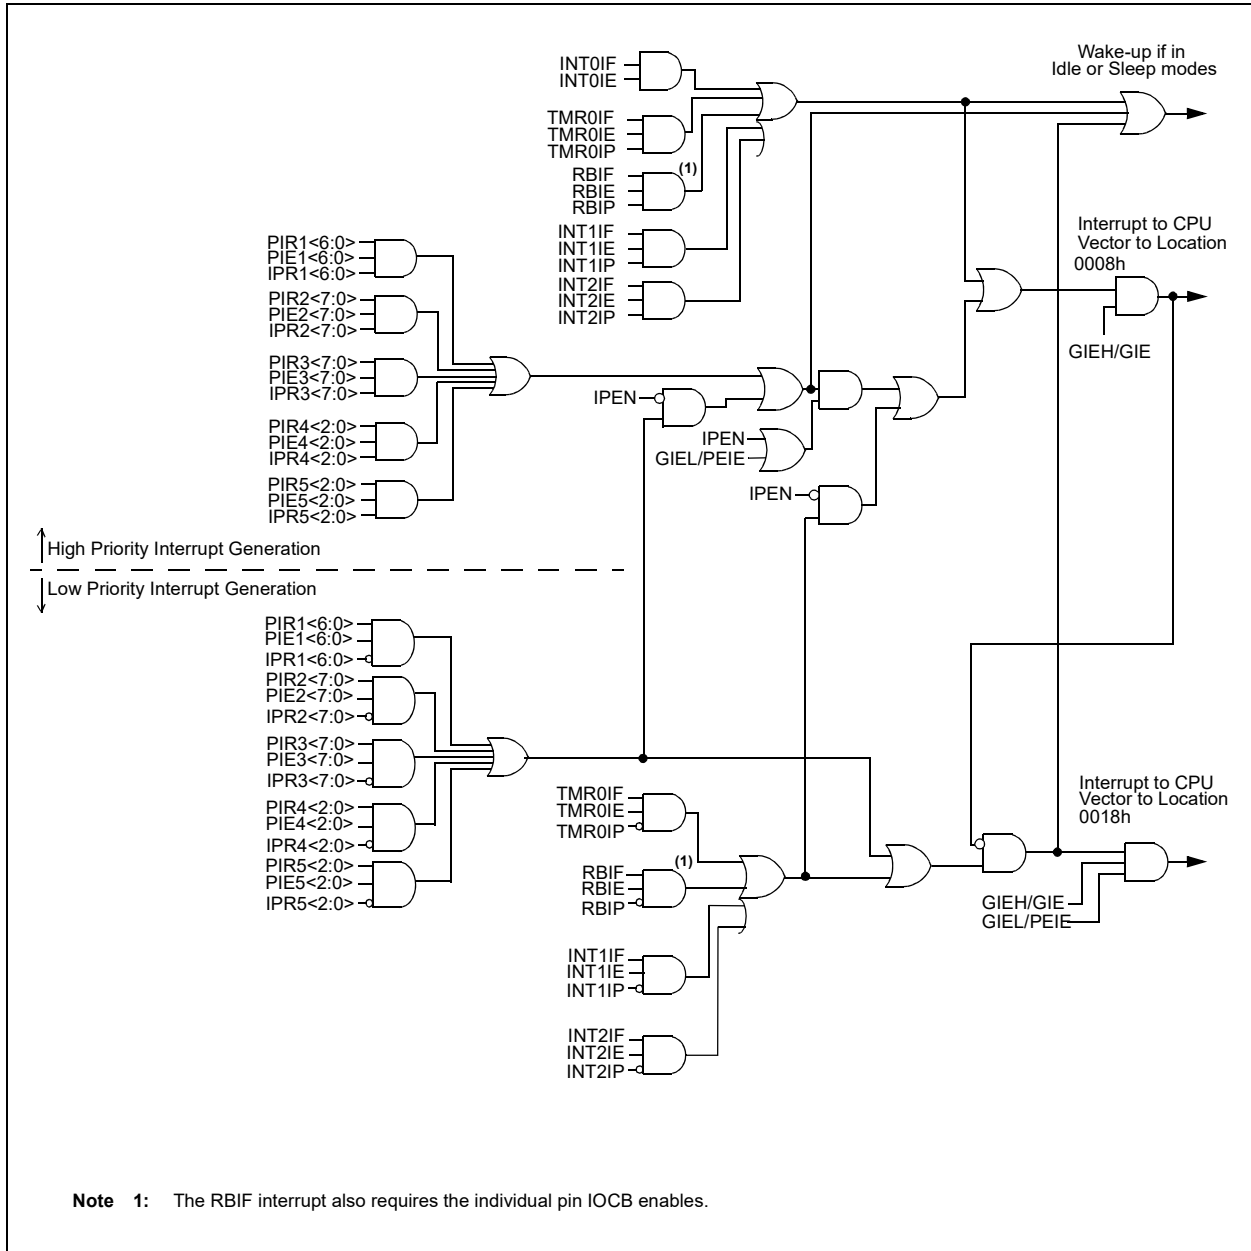 Wake-up if in
Idle or Sleep modes
INT0IF
INT0IE
TMR0IF
TMR0IE
TMR0IP
(1)
RBIF
RBIE
RBIP
INT1IF
INT1IE
INT1IP
INT2IF
INT2IE
INT2IP
Interrupt to CPU
Vector to Location
0008h
GIEH/GIE
PIR1<6:0>
PIE1<6:0>
IPR1<6:0>
PIR2<7:0>
PIE2<7:0>
IPR2<7:0>
PIR3<7:0>
PIE3<7:0>
IPR3<7:0>
PIR4<2:0>
PIE4<2:0>
IPR4<2:0>
PIR5<2:0>
PIE5<2:0>
IPR5<2:0>
IPEN
IPEN
GIEL/PEIE
IPEN
High Priority Interrupt Generation
Low Priority Interrupt Generation
PIR1<6:0>
PIE1<6:0>
IPR1<6:0>
PIR2<7:0>
PIE2<7:0>
IPR2<7:0>
PIR3<7:0>
PIE3<7:0>
IPR3<7:0>
PIR4<2:0>
PIE4<2:0>
IPR4<2:0>
PIR5<2:0>
PIE5<2:0>
IPR5<2:0>
TMR0IF
TMR0IE
TMR0IP
(1)
RBIF
RBIE
RBIP
INT1IF
INT1IE
INT1IP
INT2IF
INT2IE
INT2IP
Interrupt to CPU
Vector to Location
0018h
GIEH/GIE
GIEL/PEIE
Note 1: The RBIF interrupt also requires the individual pin IOCB enables.